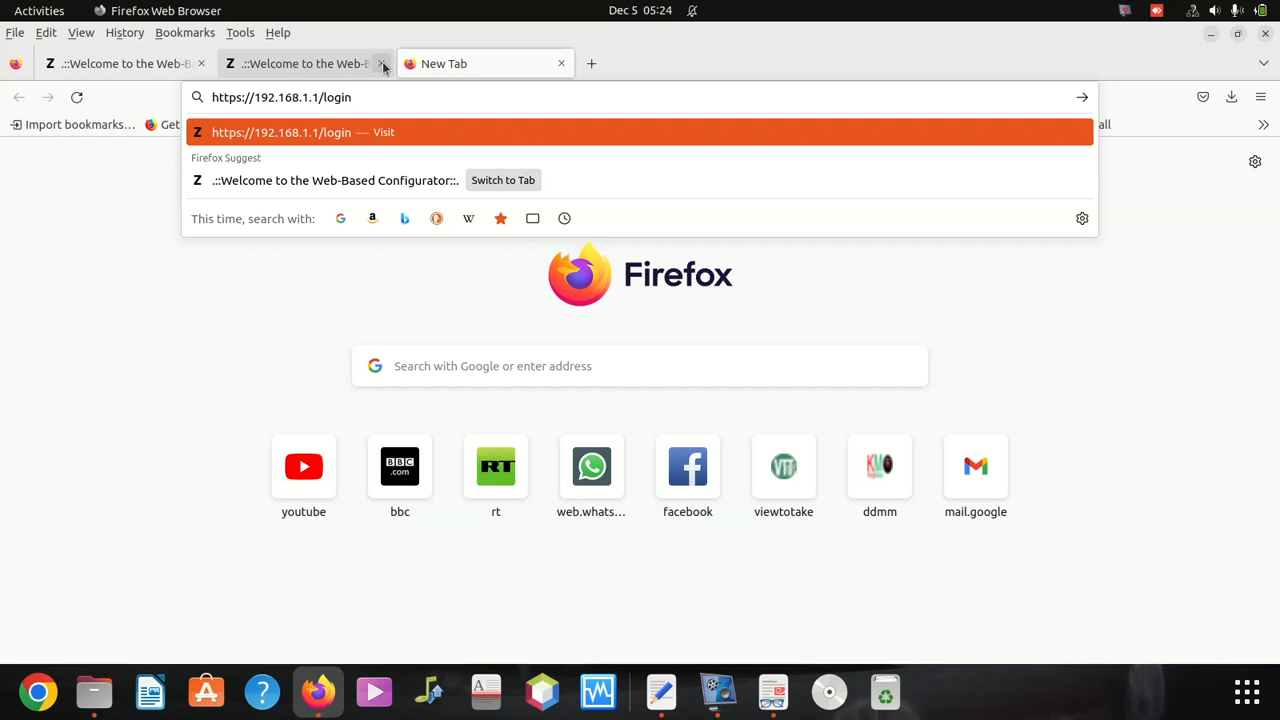 Activities
Firefox Web Browser
Dec 5 05:24
File Edit View History Bookmarks Tools Help
Z .::Welcome to the Web-Ba
Z .::Welcome to the Web-B
New Tab
https://192.168.1.1/login
Import bookmarks...
Get
all
Z https://192.168.1.1/login — Visit
Firefox Suggest
Z .::Welcome to the Web-Based Configurator::. Switch to Tab
This time, search with: G a b W
Firefox
G Search with Google or enter address
BBC .com RT VTT KMO
youtube bbc rt web.whats... facebook viewtotake ddmm mail.google